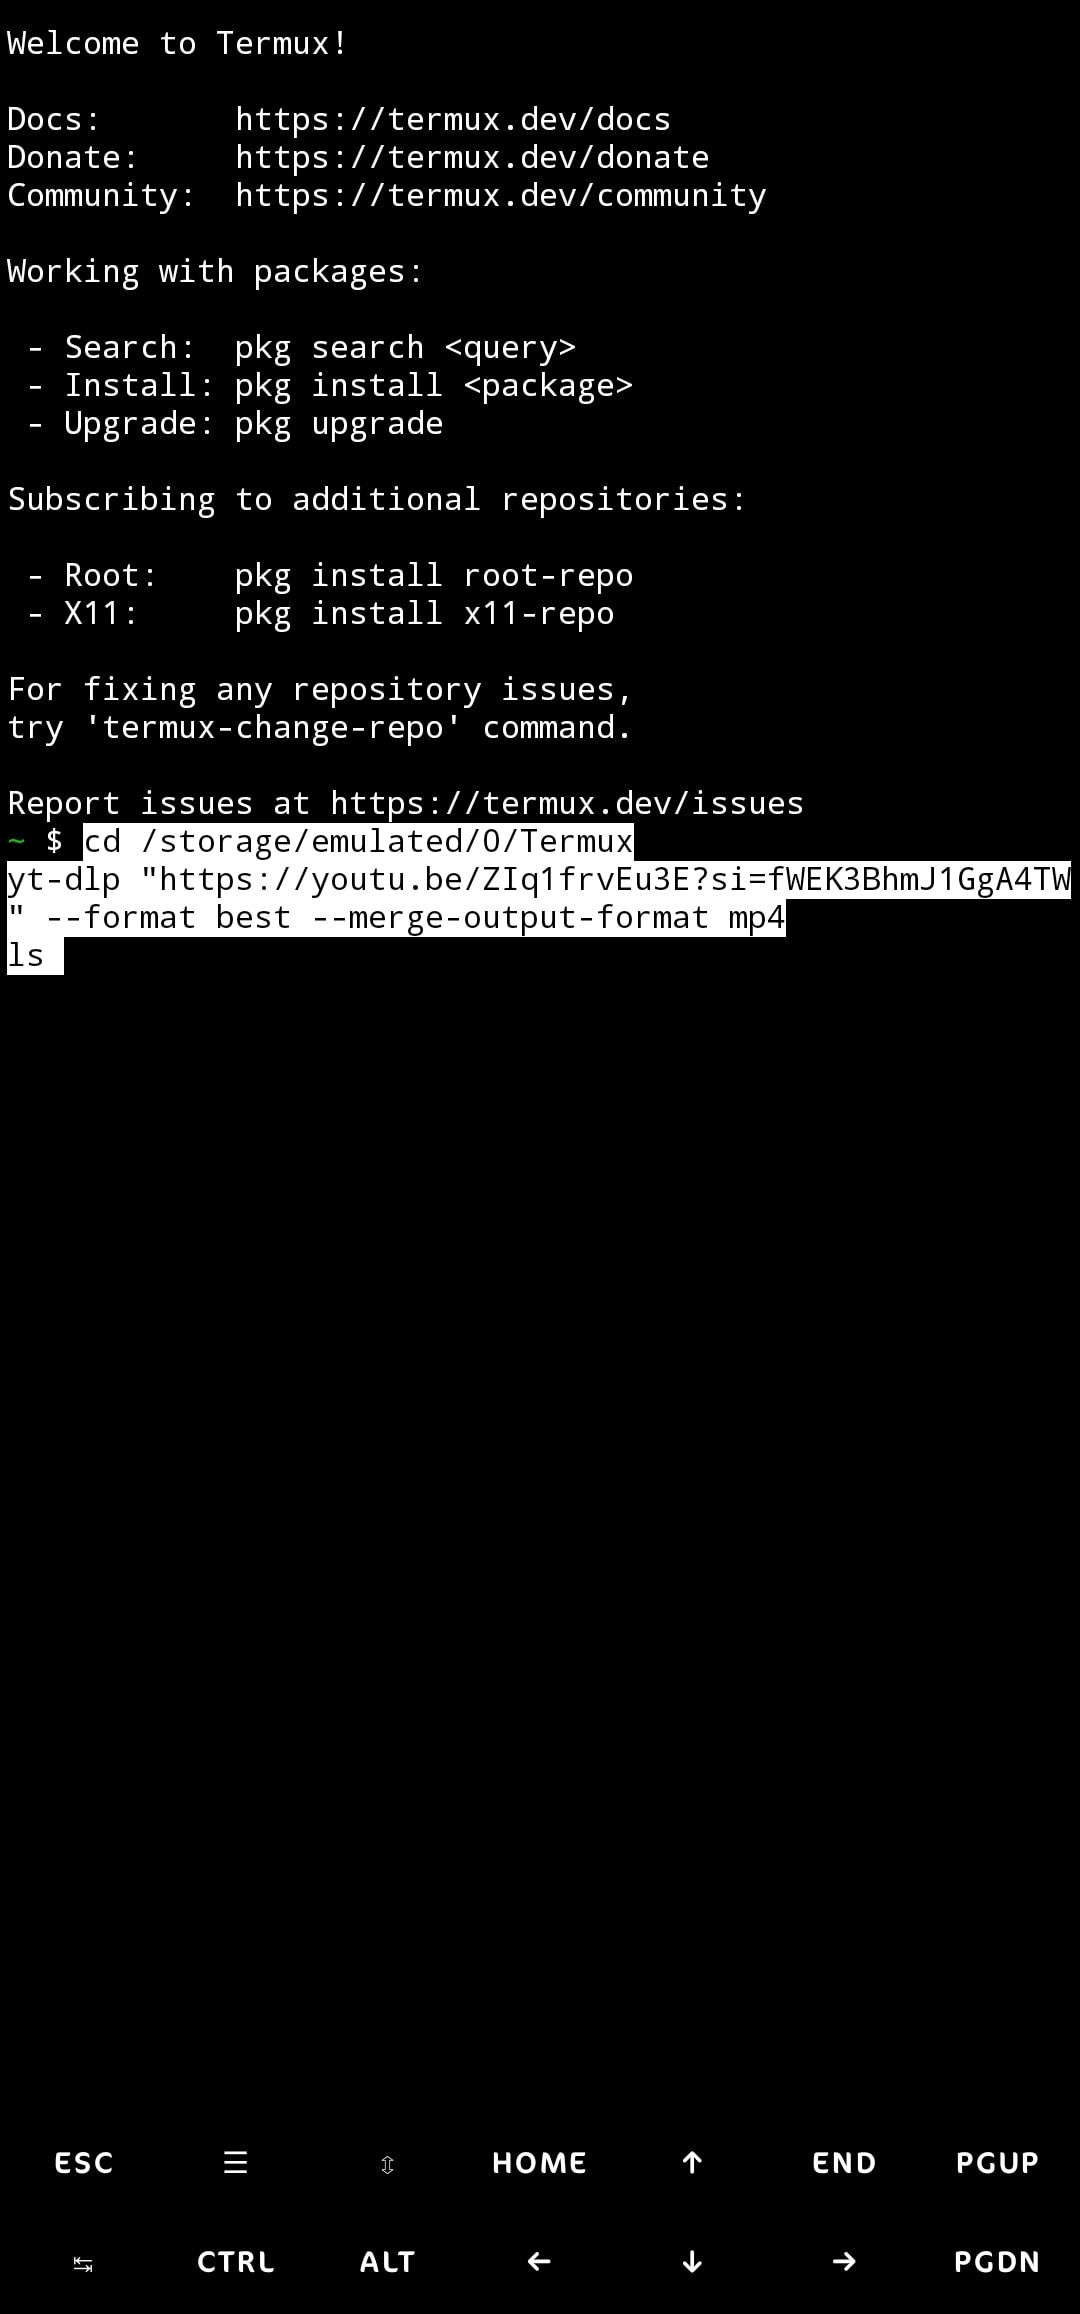 Welcome to Termux!
Docs:       https://termux.dev/docs
Donate:     https://termux.dev/donate
Community:  https://termux.dev/community
Working with packages:
 - Search:  pkg search <query>
 - Install: pkg install <package>
 - Upgrade: pkg upgrade
Subscribing to additional repositories:
 - Root:    pkg install root-repo
 - X11:     pkg install x11-repo
For fixing any repository issues,
try 'termux-change-repo' command.
Report issues at https://termux.dev/issues
~ $ cd /storage/emulated/0/Termux
yt-dlp "https://youtu.be/ZIq1frvEu3E?si=fWEK3BhmJ1GgA4TW
" --format best --merge-output-format mp4
ls
ESC ☰ ⇳ HOME ↑ END PGUP
↹ CTRL ALT ← ↓ → PGDN